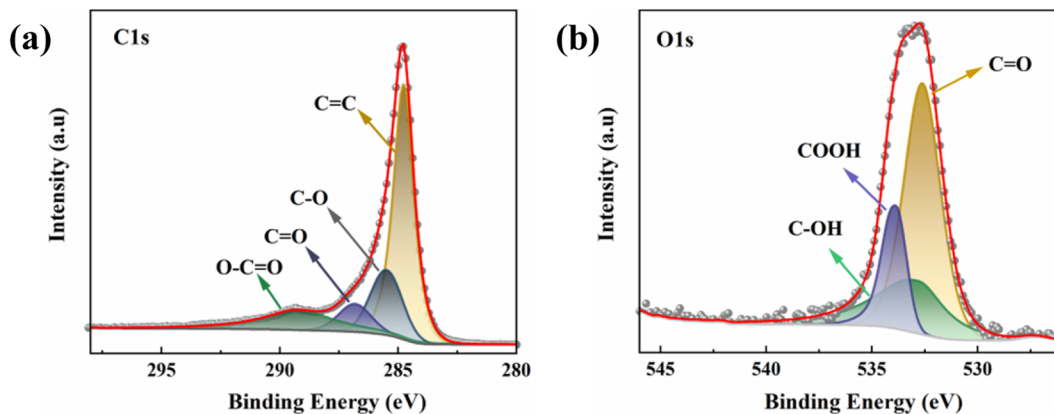 (a)
C1s
C=C
C-O
C=O
O-C=O
Intensity (a.u)
295
290
285
280
Binding Energy (eV)
(b)
O1s
C=O
COOH
C-OH
Intensity (a.u)
545
540
535
530
Binding Energy (eV)